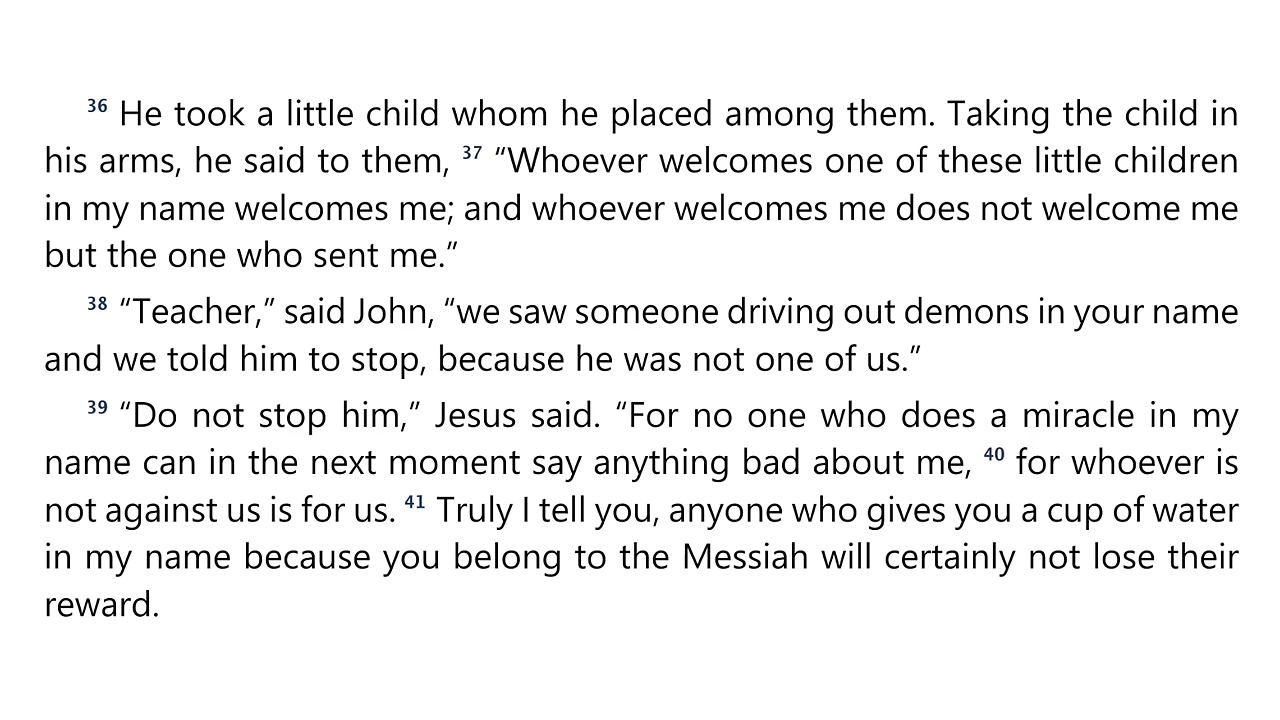 36 He took a little child whom he placed among them. Taking the child in
his arms, he said to them, 37 “Whoever welcomes one of these little children
in my name welcomes me; and whoever welcomes me does not welcome me
but the one who sent me.”
38 “Teacher,” said John, “we saw someone driving out demons in your name
and we told him to stop, because he was not one of us.”
39 “Do not stop him,” Jesus said. “For no one who does a miracle in my
name can in the next moment say anything bad about me, 40 for whoever is
not against us is for us. 41 Truly I tell you, anyone who gives you a cup of water
in my name because you belong to the Messiah will certainly not lose their
reward.